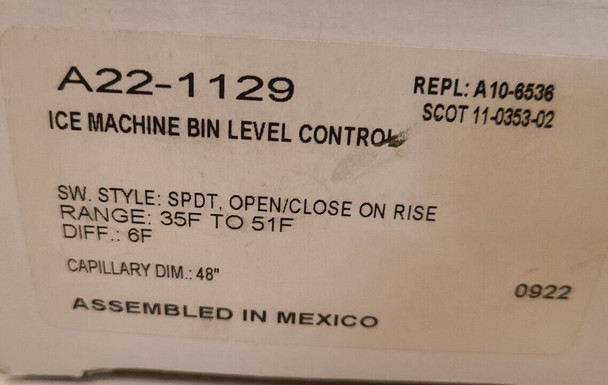 A22-1129
REPL: A10-6536
SCOT 11-0353-02
ICE MACHINE BIN LEVEL CONTROL
SW. STYLE: SPDT, OPEN/CLOSE ON RISE
RANGE: 35F TO 51F
DIFF.: 6F
CAPILLARY DIM.: 48"
0922
ASSEMBLED IN MEXICO